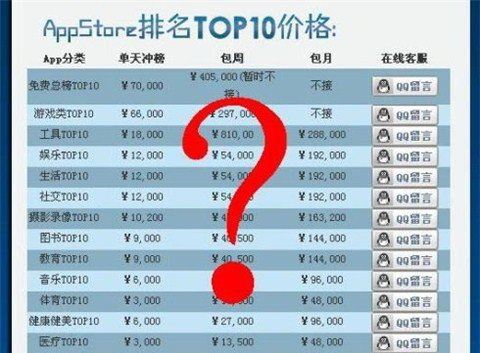 AppStore排名TOP10价格:
App分类 单天冲榜 包周 包月 在线客服
免费总榜TOP10 ¥70,000 ¥405,000(暂时不接) 不接 QQ留言
游戏类TOP10 ¥66,000 ¥297,000 不接 QQ留言
工具TOP10 ¥18,000 ¥810,00 ¥288,000 QQ留言
娱乐TOP10 ¥12,000 ¥54,000 ¥192,000 QQ留言
生活TOP10 ¥12,000 ¥192,000 QQ留言
社交TOP10 ¥12,000 ¥192,000 QQ留言
摄影录像TOP10 ¥10,200 ¥163,200 QQ留言
图书TOP10 ¥9,000 ¥144,000 QQ留言
教育TOP10 ¥9,000 ¥40,500 ¥144,000 QQ留言
音乐TOP10 ¥6,000 ¥96,000 QQ留言
体育TOP10 ¥3,000 ¥48,000 QQ留言
健康健美TOP10 ¥6,000 ¥27,000 ¥96,000 QQ留言
医疗TOP10 ¥3,000 ¥13,500 ¥48,000 QQ留言
?